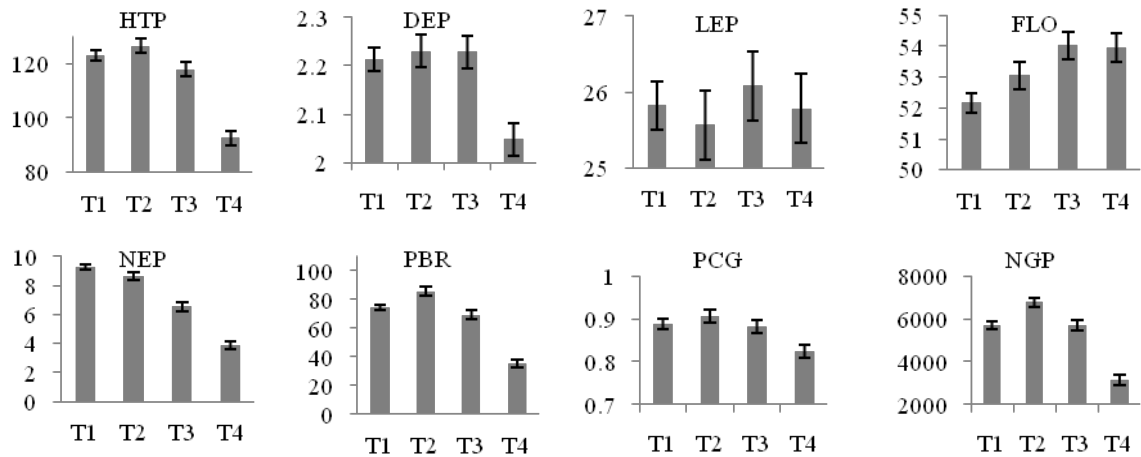 HTP
120
100
80
T1 T2 T3 T4
DEP
2.3
2.2
2.1
2
T1 T2 T3 T4
LEP
27
26
25
T1 T2 T3 T4
FLO
55
54
53
52
51
50
T1 T2 T3 T4
NEP
10
8
6
4
2
0
T1 T2 T3 T4
PBR
100
80
60
40
20
0
T1 T2 T3 T4
PCG
1
0.9
0.8
0.7
T1 T2 T3 T4
NGP
8000
6000
4000
2000
T1 T2 T3 T4